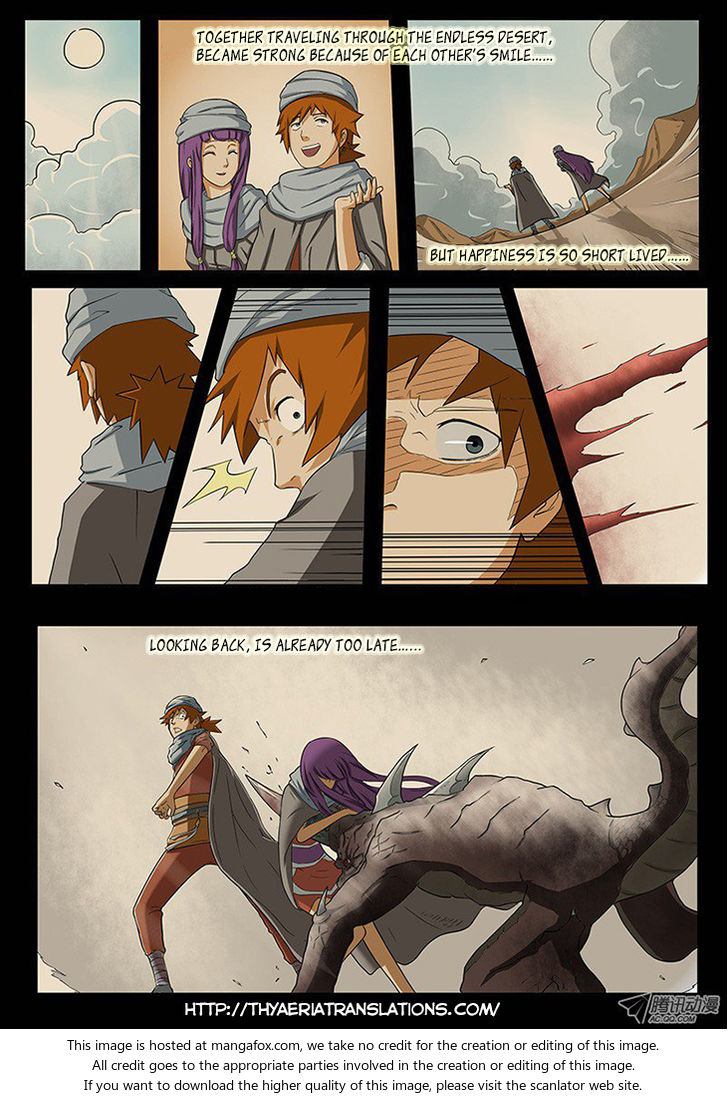 TOGETHER TRAVELING THROUGH THE ENDLESS DESERT,
BECAME STRONG BECAUSE OF EACH OTHER'S SMILE......
BUT HAPPINESS IS SO SHORT LIVED......
LOOKING BACK, IS ALREADY TOO LATE......
HTTP://THYAERIATRANSLATIONS.COM/
腾讯动漫
AC.QQ.COM
This image is hosted at mangafox.com, we take no credit for the creation or editing of this image.
All credit goes to the appropriate parties involved in the creation or editing of this image.
If you want to download the higher quality of this image, please visit the scanlator web site.